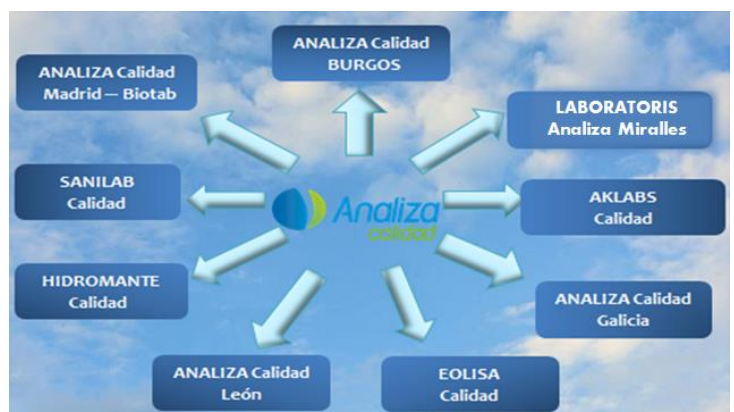 ANALIZA Calidad
BURGOS
ANALIZA Calidad
Madrid – Biotab
LABORATORIS
Analiza Miralles
SANILAB
Calidad
Analiza
calidad
AKLABS
Calidad
HIDROMANTE
Calidad
ANALIZA Calidad
Galicia
ANALIZA Calidad
León
EOLISA
Calidad